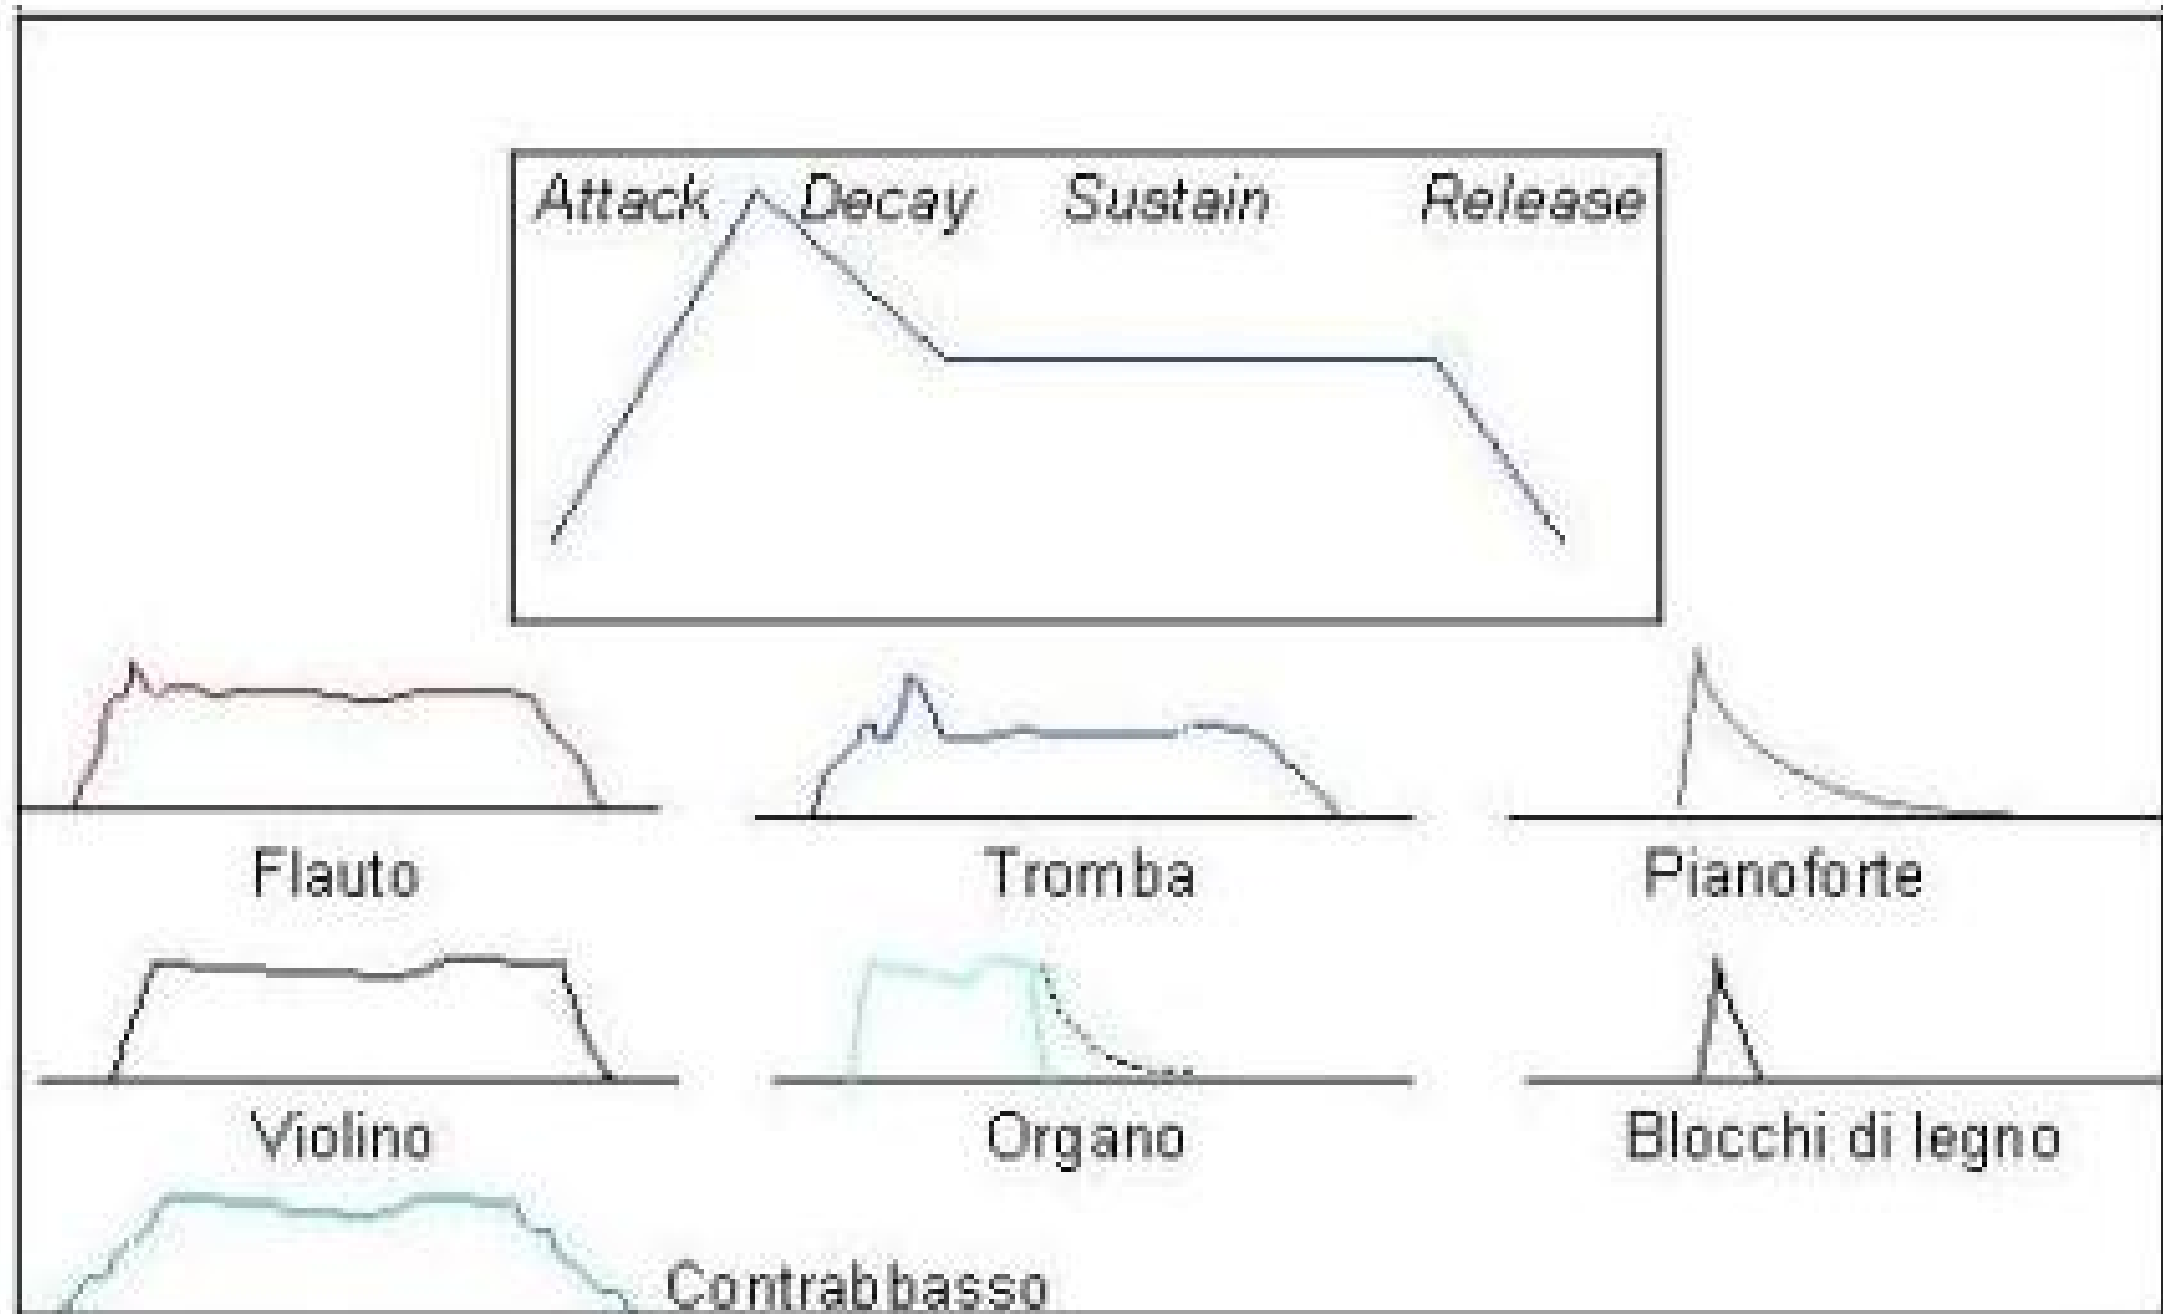 Attack Decay Sustain Release
Flauto Tromba Pianoforte
Violino Organo Blocchi di legno
Contrabbasso